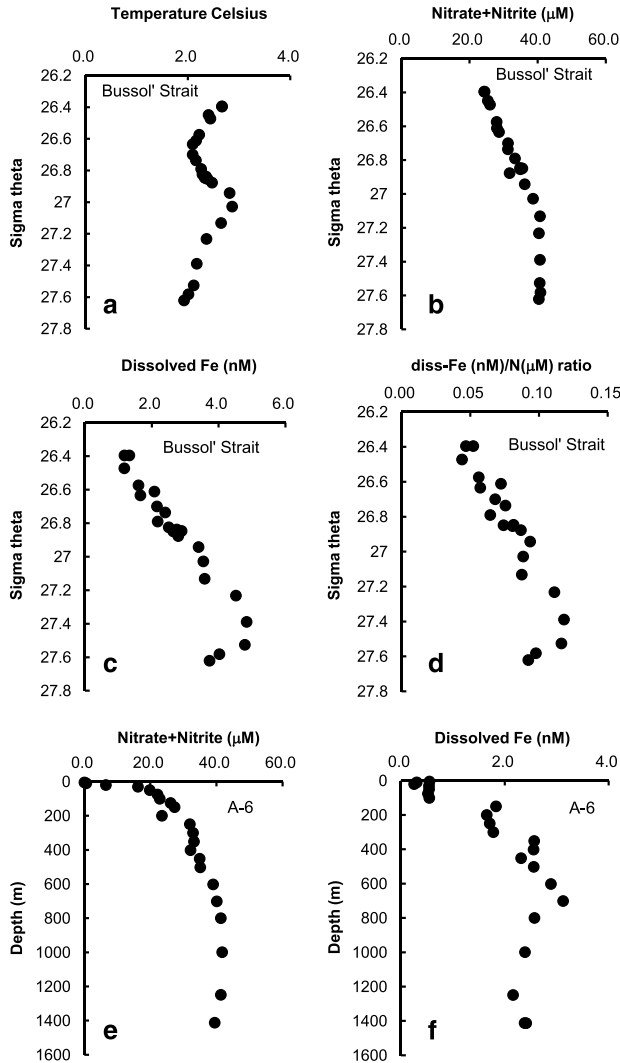 Temperature Celsius
0.0 2.0 4.0
26.2
26.4
26.6
26.8
27
27.2
27.4
27.6
27.8
Sigma theta
Bussol' Strait
a
Nitrate+Nitrite (μM)
0.0 20.0 40.0 60.0
26.2
26.4
26.6
26.8
27
27.2
27.4
27.6
27.8
Sigma theta
Bussol' Strait
b
Dissolved Fe (nM)
0.0 2.0 4.0 6.0
26.2
26.4
26.6
26.8
27
27.2
27.4
27.6
27.8
Sigma theta
Bussol' Strait
c
diss-Fe (nM)/N(μM) ratio
0.00 0.05 0.10 0.15
26.2
26.4
26.6
26.8
27
27.2
27.4
27.6
27.8
Sigma theta
Bussol' Strait
d
Nitrate+Nitrite (μM)
0.0 20.0 40.0 60.0
0
200
400
600
800
1000
1200
1400
1600
Depth (m)
A-6
e
Dissolved Fe (nM)
0.0 2.0 4.0
0
200
400
600
800
1000
1200
1400
1600
Depth (m)
A-6
f